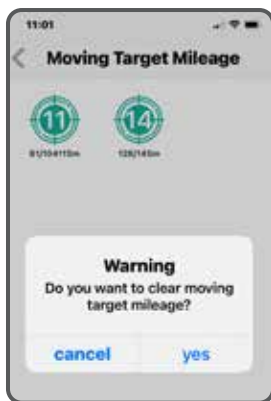 11:01
Moving Target Mileage
11 14
Warning
Do you want to clear moving
target mileage?
cancel yes